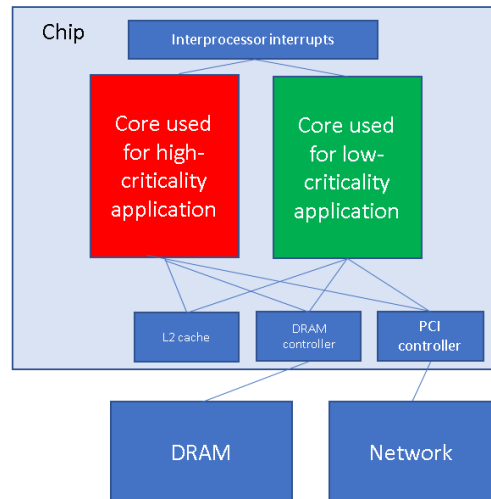 Chip
Interprocessor interrupts
Core used
for high-
criticality
application
Core used
for low-
criticality
application
L2 cache
DRAM
controller
PCI
controller
DRAM
Network